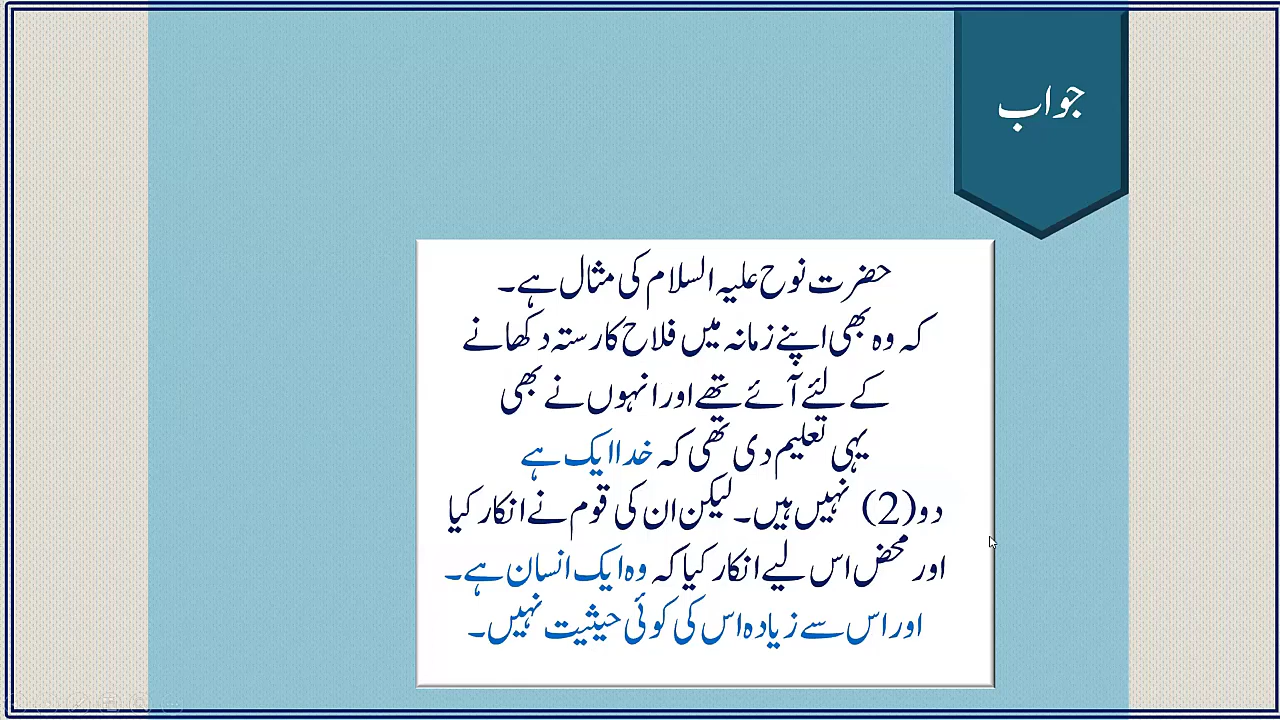 جواب
حضرت نوح علیہ السلام کی مثال ہے۔
کہ وہ بھی اپنے زمانہ میں فلاح کا رستہ دکھانے
کے لئے آئے تھے اور انہوں نے بھی
یہی تعلیم دی تھی کہ خدا ایک ہے
دو(2) نہیں ہیں۔ لیکن ان کی قوم نے انکار کیا
اور محض اس لیے انکار کیا کہ وہ ایک انسان ہے۔
اور اس سے زیادہ اس کی کوئی حیثیت نہیں۔